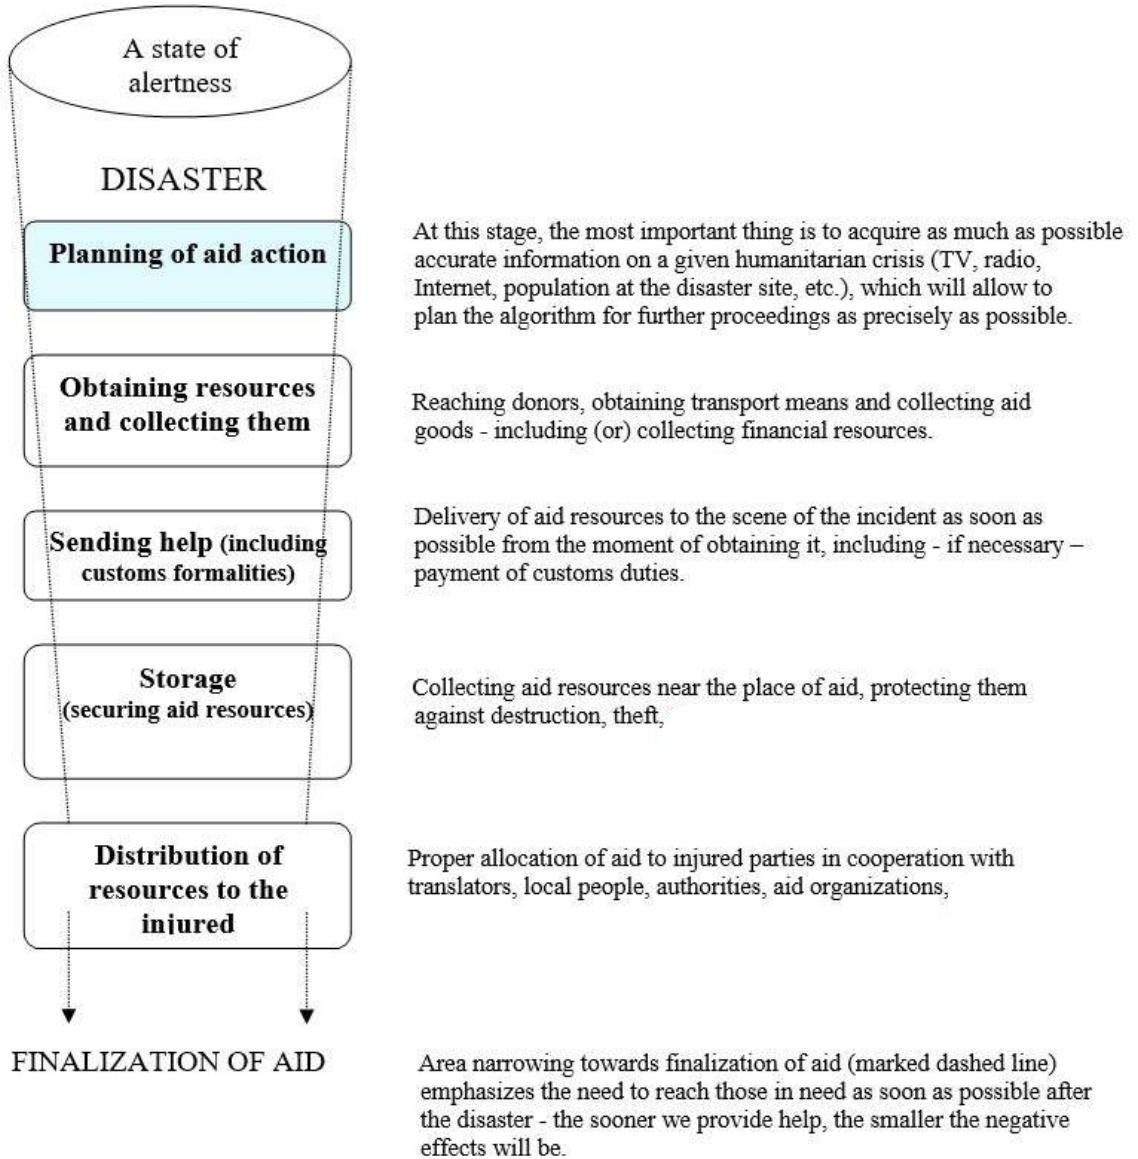 A state of
alertness
DISASTER
Planning of aid action
At this stage, the most important thing is to acquire as much as possible
accurate information on a given humanitarian crisis (TV, radio,
Internet, population at the disaster site, etc.), which will allow to
plan the algorithm for further proceedings as precisely as possible.
Obtaining resources
and collecting them
Reaching donors, obtaining transport means and collecting aid
goods - including (or) collecting financial resources.
Sending help (including
customs formalities)
Delivery of aid resources to the scene of the incident as soon as
possible from the moment of obtaining it, including - if necessary –
payment of customs duties.
Storage
(securing aid resources)
Collecting aid resources near the place of aid, protecting them
against destruction, theft,
Distribution of
resources to the
injured
Proper allocation of aid to injured parties in cooperation with
translators, local people, authorities, aid organizations,
FINALIZATION OF AID
Area narrowing towards finalization of aid (marked dashed line)
emphasizes the need to reach those in need as soon as possible after
the disaster - the sooner we provide help, the smaller the negative
effects will be.